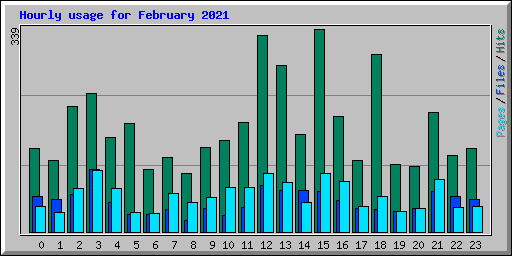 Hourly usage for February 2021
339
Pages / Files / Hits
0 1 2 3 4 5 6 7 8 9 10 11 12 13 14 15 16 17 18 19 20 21 22 23